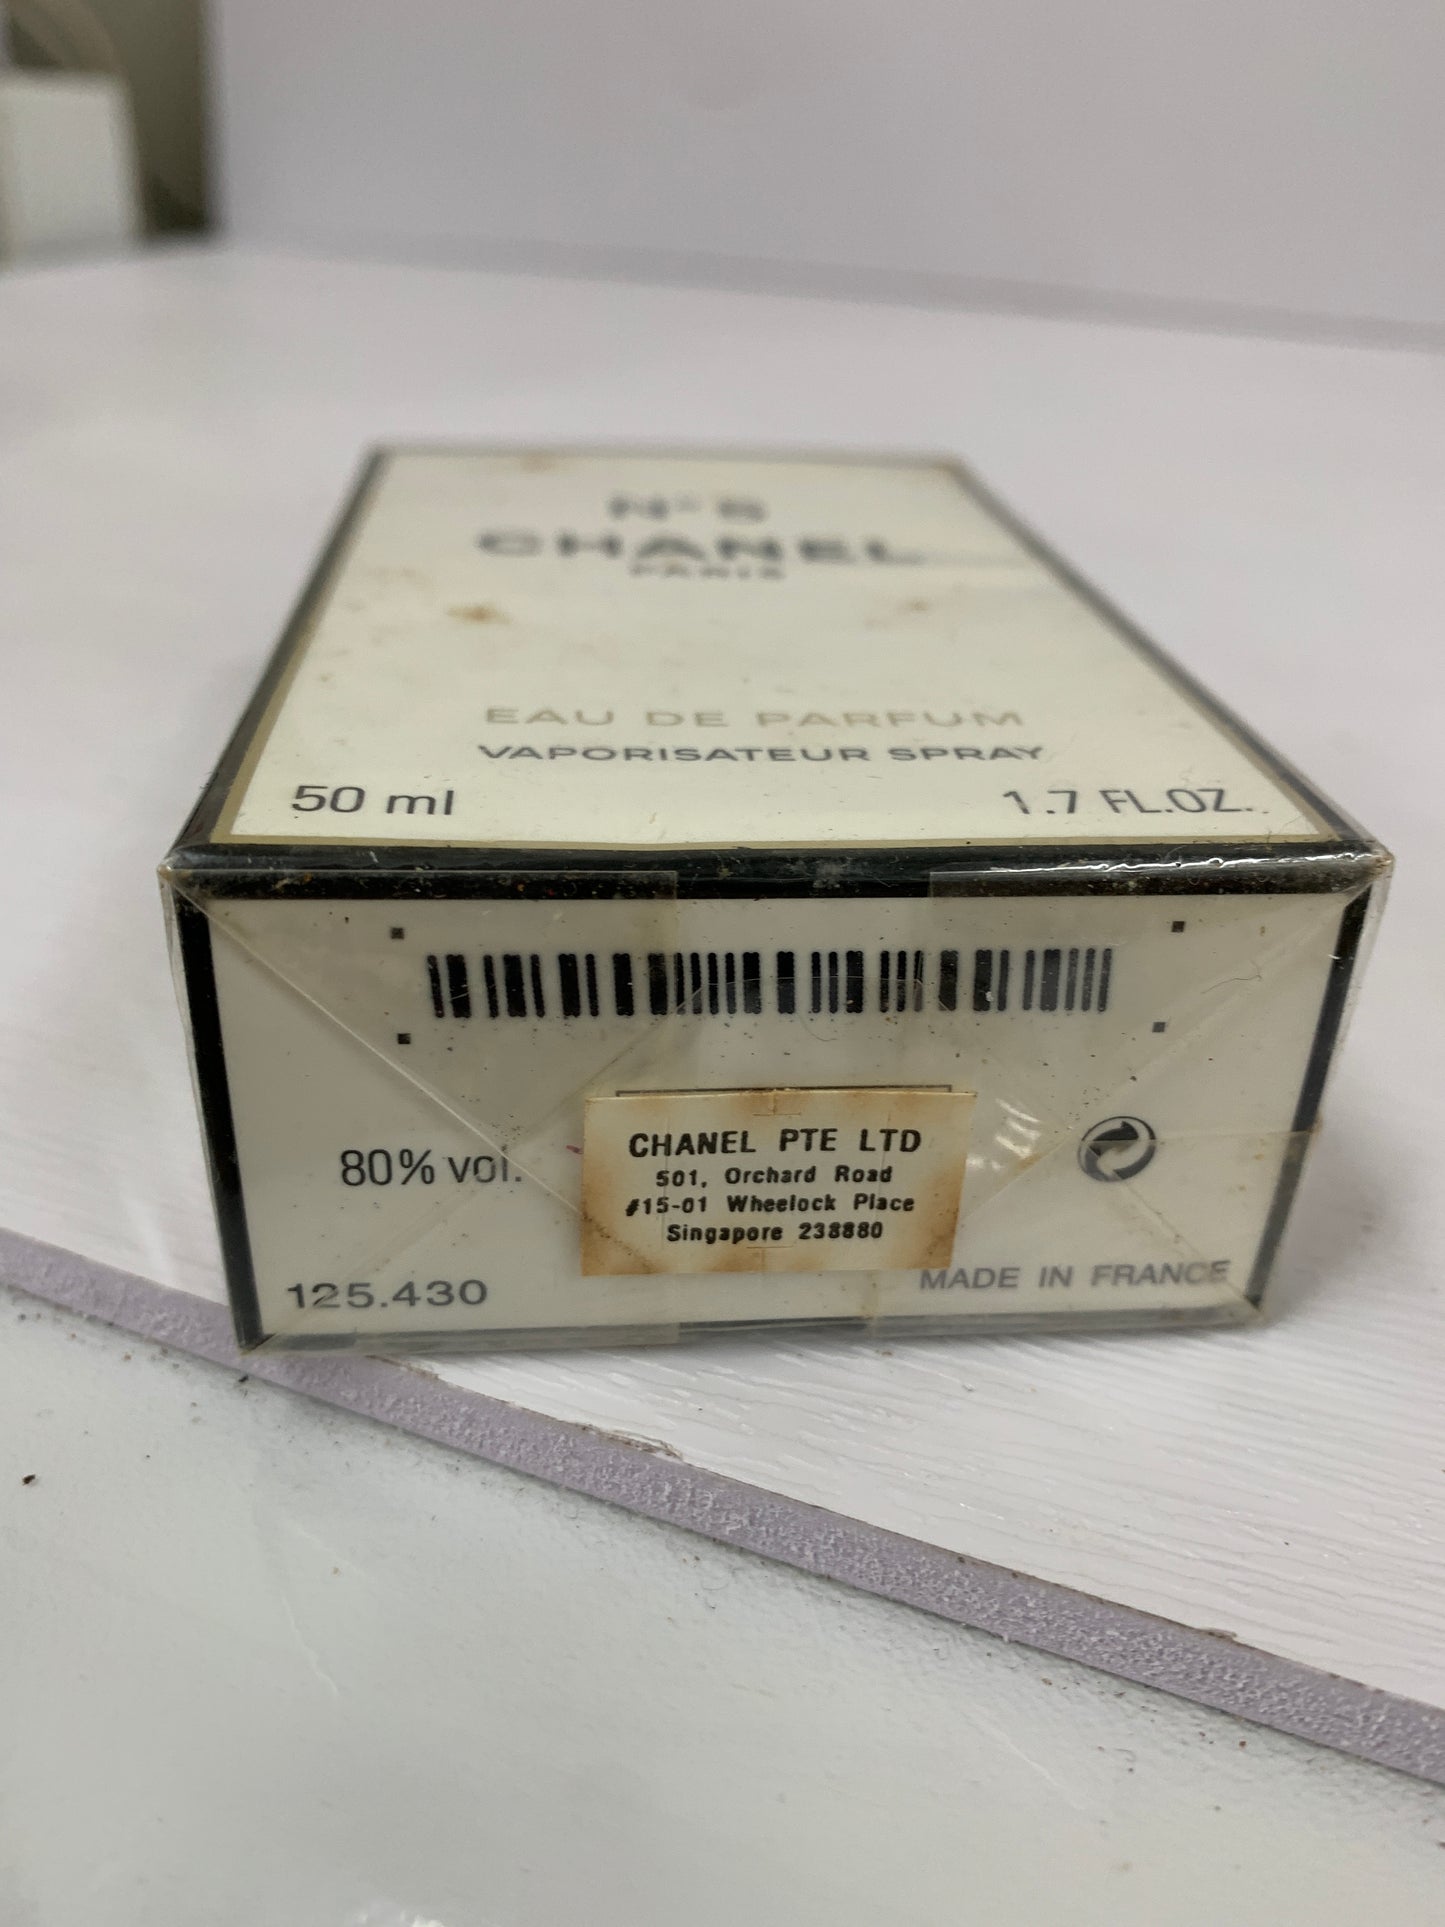 N°5
CHANEL
PARIS
EAU DE PARFUM
VAPORISATEUR SPRAY
50 ml
1.7 FL.OZ.
80% vol.
CHANEL PTE LTD
501, Orchard Road
#15-01 Wheelock Place
Singapore 238880
125.430
MADE IN FRANCE